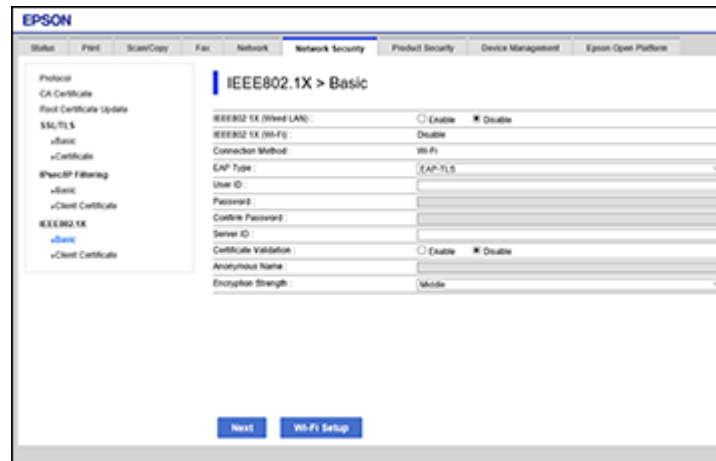 EPSON
Status Print Scan/Copy Fax Network Network Security Product Security Device Management Epson Open Platform
Protocol
CA Certificate
Root Certificate Update
SSL/TLS
»Basic
»Certificate
IPsec/IP Filtering
»Basic
»Client Certificate
IEEE802.1X
»Basic
»Client Certificate
IEEE802.1X > Basic
IEEE802.1X (Wired LAN) : Enable Disable
IEEE802.1X (Wi-Fi) : Disable
Connection Method : Wi-Fi
EAP Type : EAP-TLS
User ID :
Password :
Confirm Password :
Server ID :
Certificate Validation : Enable Disable
Anonymous Name :
Encryption Strength : Middle
Next Wi-Fi Setup